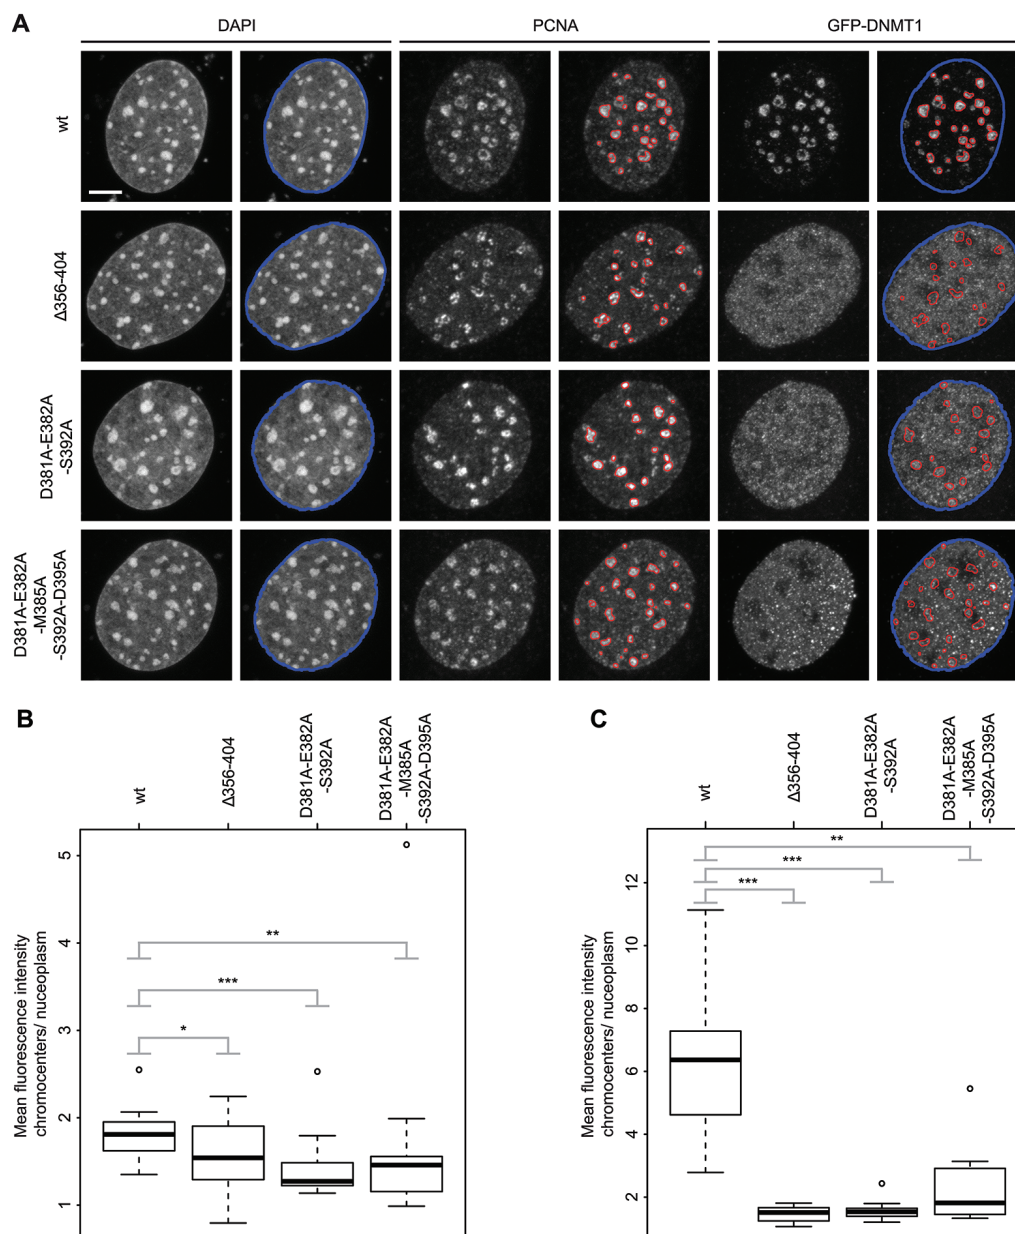 A
DAPI
PCNA
GFP-DNMT1
wt
Δ356-404
D381A-E382A
-S392A
D381A-E382A
-M385A
-S392A-D395A
B
wt
Δ356-404
D381A-E382A
-S392A
D381A-E382A
-M385A
-S392A-D395A
Mean fluorescence intensity
chromocenters/ nuceoplasm
5
4
3
2
1
**
***
*
C
wt
Δ356-404
D381A-E382A
-S392A
D381A-E382A
-M385A
-S392A-D395A
Mean fluorescence intensity
chromocenters/ nuceoplasm
12
10
8
6
4
2
**
***
***